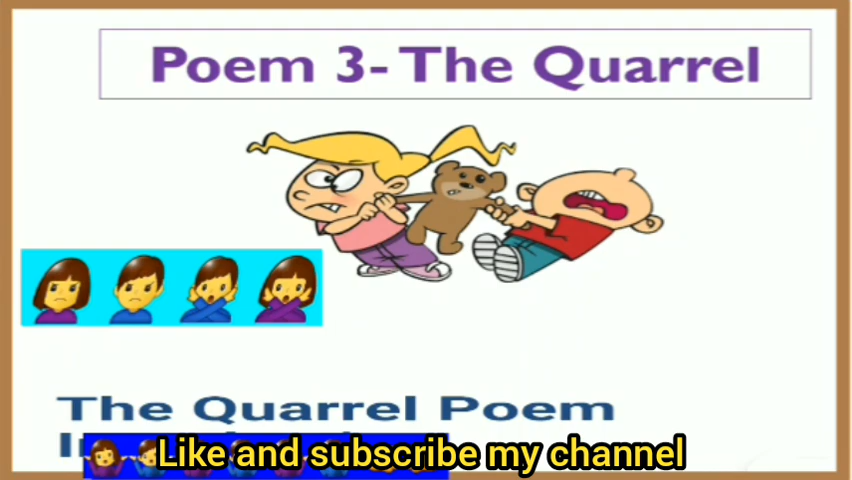 Poem 3- The Quarrel
The Quarrel Poem
Like and subscribe my channel